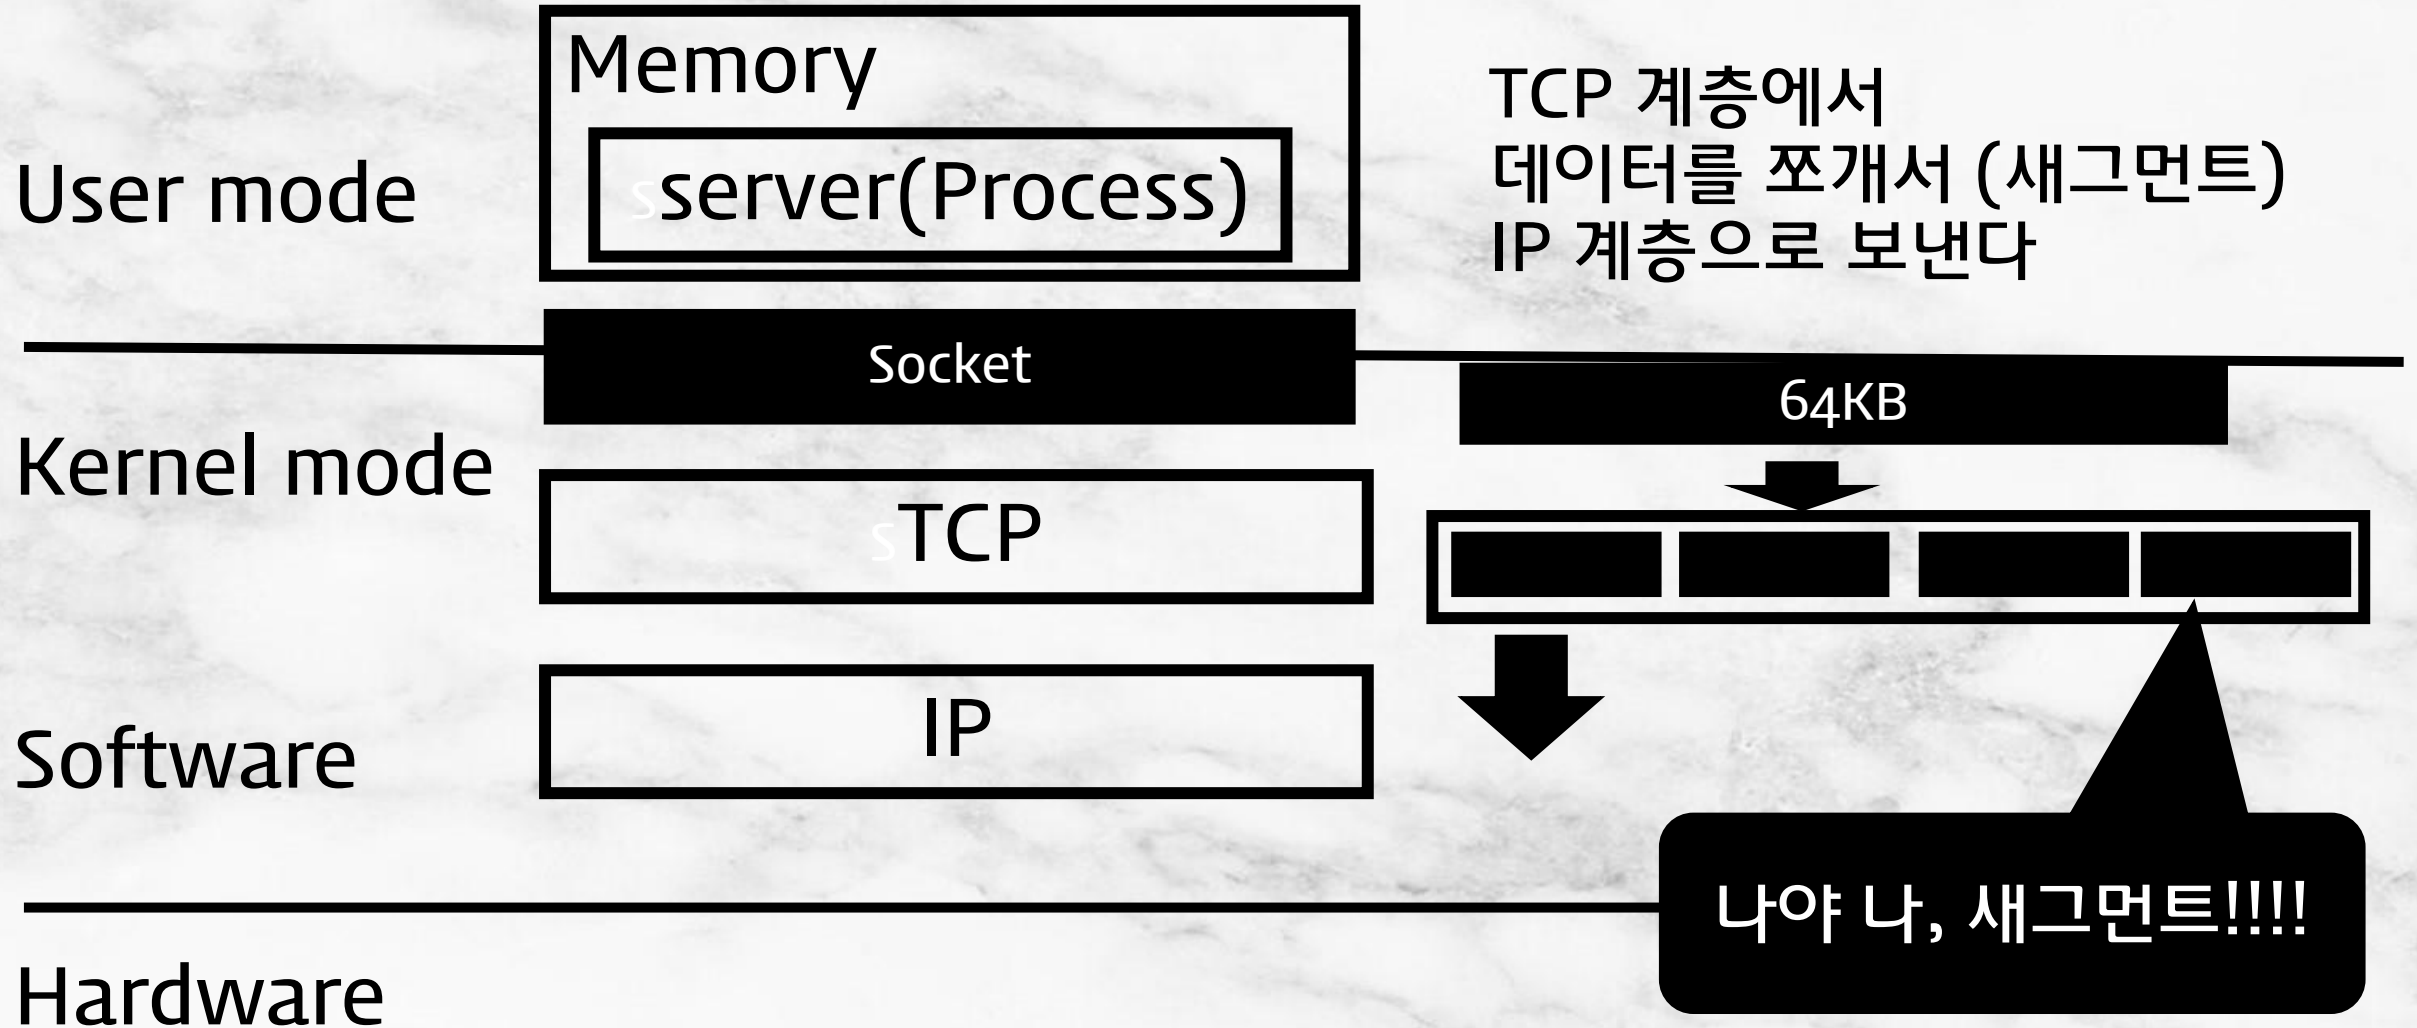 Memory
User mode
sserver(Process)
TCP 계층에서
데이터를 쪼개서 (새그먼트)
IP 계층으로 보낸다
Socket
64KB
Kernel mode
sTCP
IP
Software
나야 나, 새그먼트!!!!
Hardware